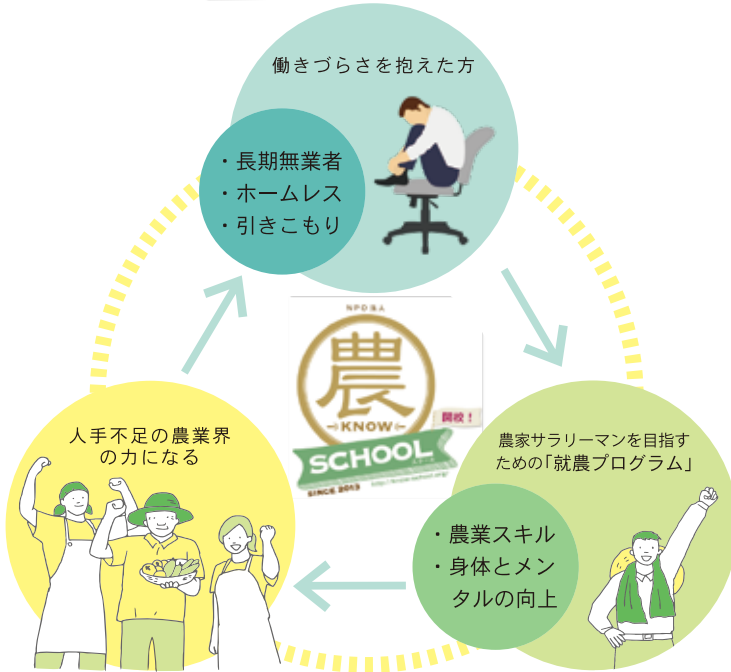 働きづらさを抱えた方
・長期無業者
・ホームレス
・引きこもり
NPO法人
農
KNOW
開校！
SCHOOL
SINCE 2013
http://know-school.org/
人手不足の農業界
の力になる
農家サラリーマンを目指す
ための「就農プログラム」
・農業スキル
・身体とメン
タルの向上